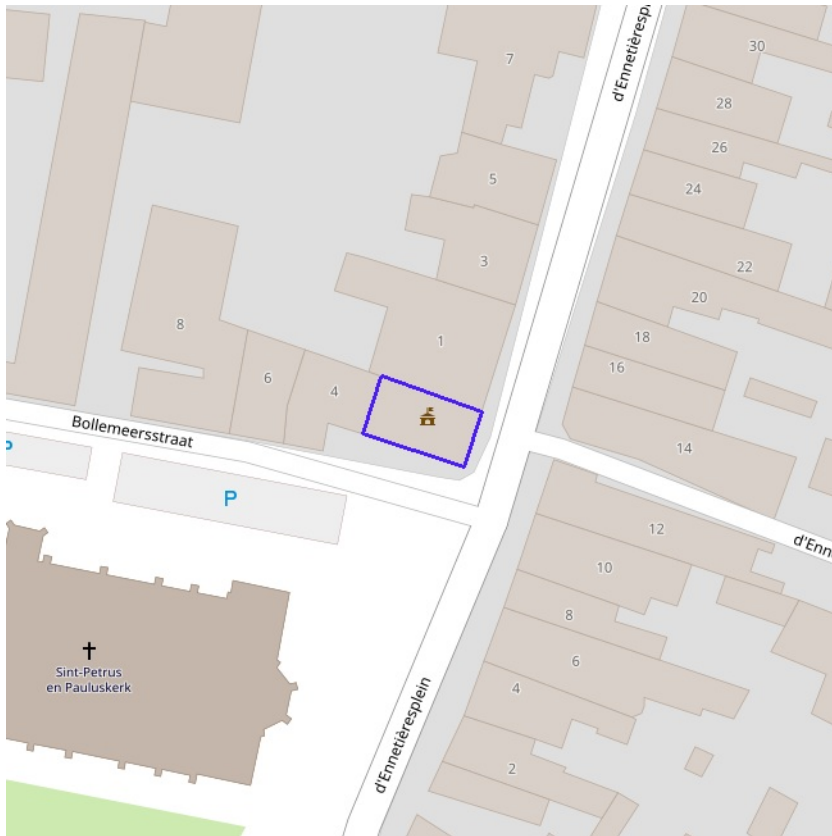 d'Ennetièresplein
30
7
28
26
5
24
22
3
20
18
1
8
16
6
4
Bollemeersstraat
14
P
P
12
d'Enn
10
8
6
Sint-Petrus
en Pauluskerk
4
d'Ennetièresplein
2